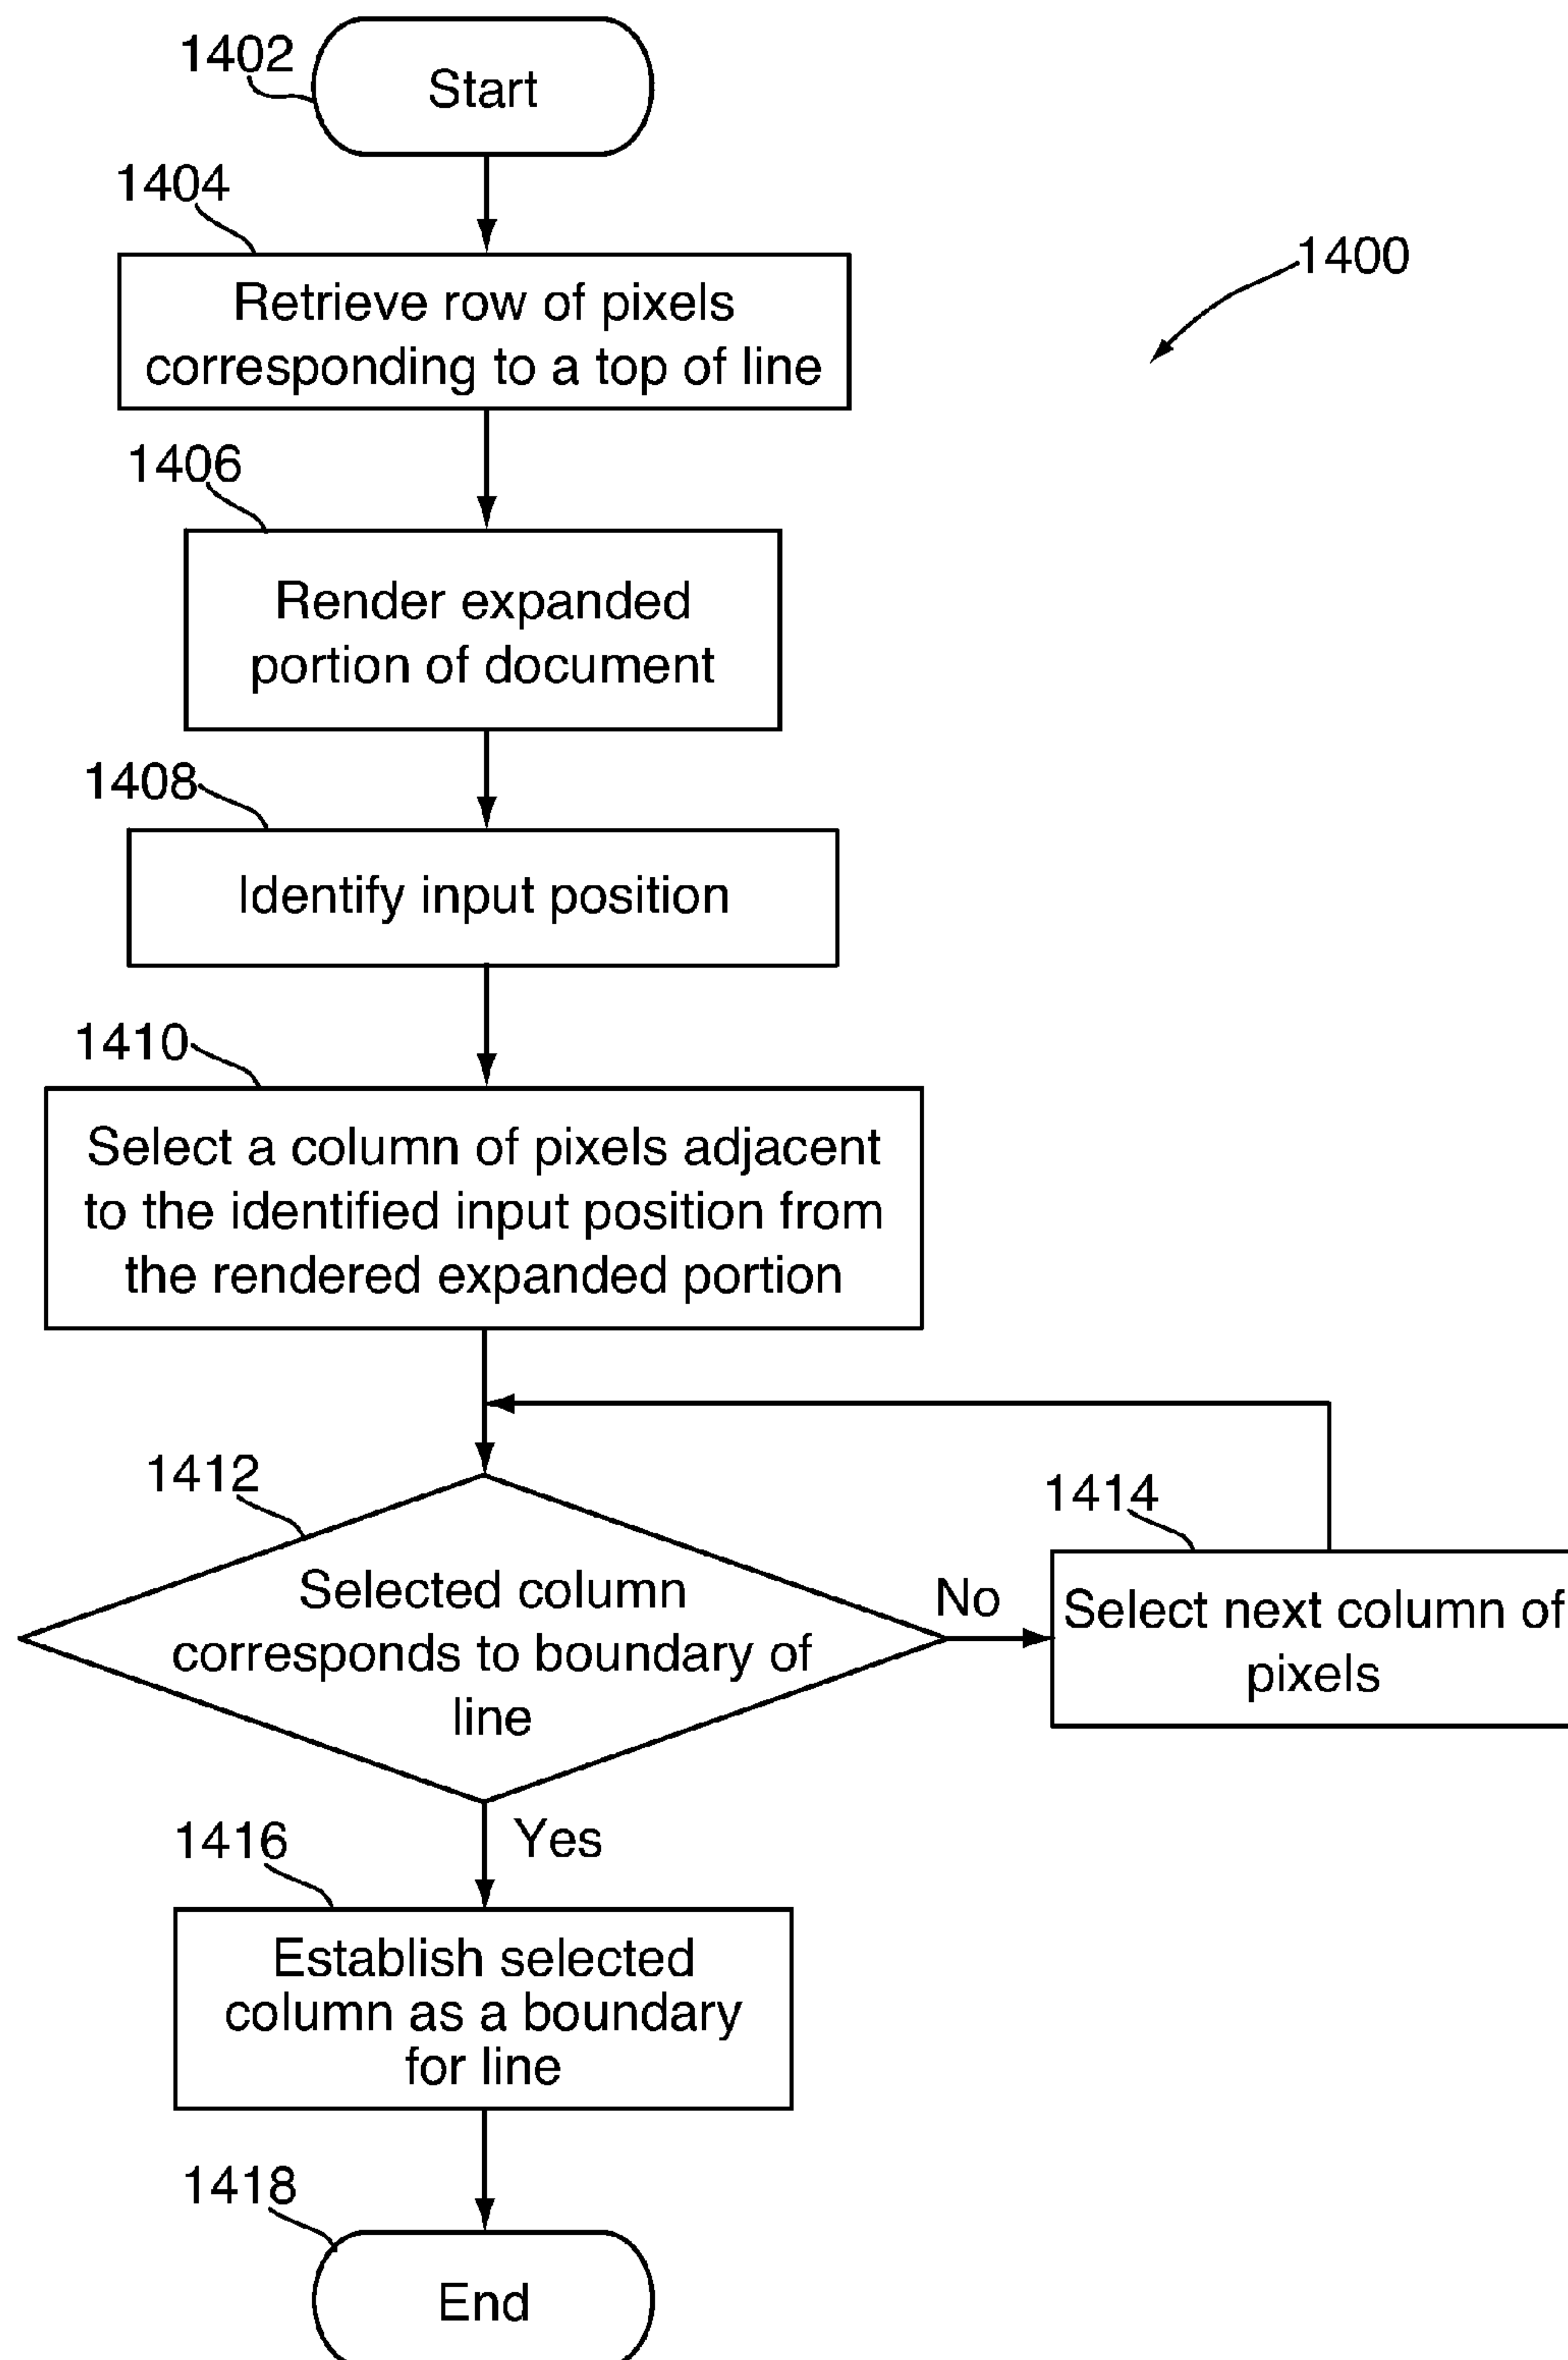 1402
Start
1404
1400
Retrieve row of pixels
corresponding to a top of line
1406
Render expanded
portion of document
1408
Identify input position
1410
Select a column of pixels adjacent
to the identified input position from
the rendered expanded portion
1412
1414
Selected column
corresponds to boundary of
line
No
Select next column of
pixels
1416
Yes
Establish selected
column as a boundary
for line
1418
End